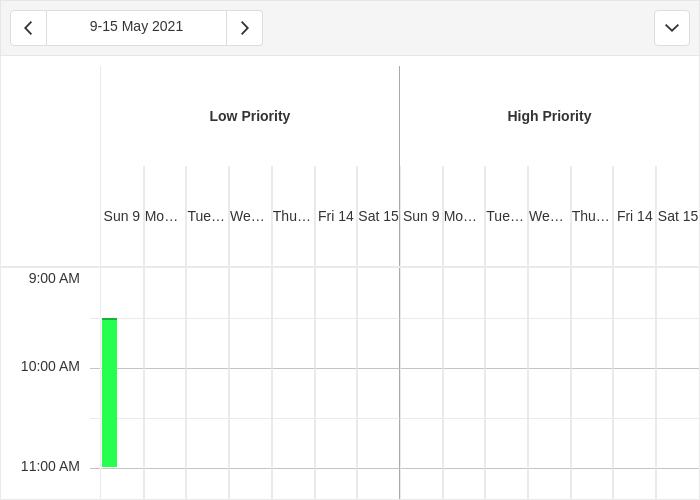 9-15 May 2021
Low Priority
High Priority
Sun 9 Mo… Tue… We… Thu… Fri 14 Sat 15 Sun 9 Mo… Tue… We… Thu… Fri 14 Sat 15
9:00 AM
10:00 AM
11:00 AM